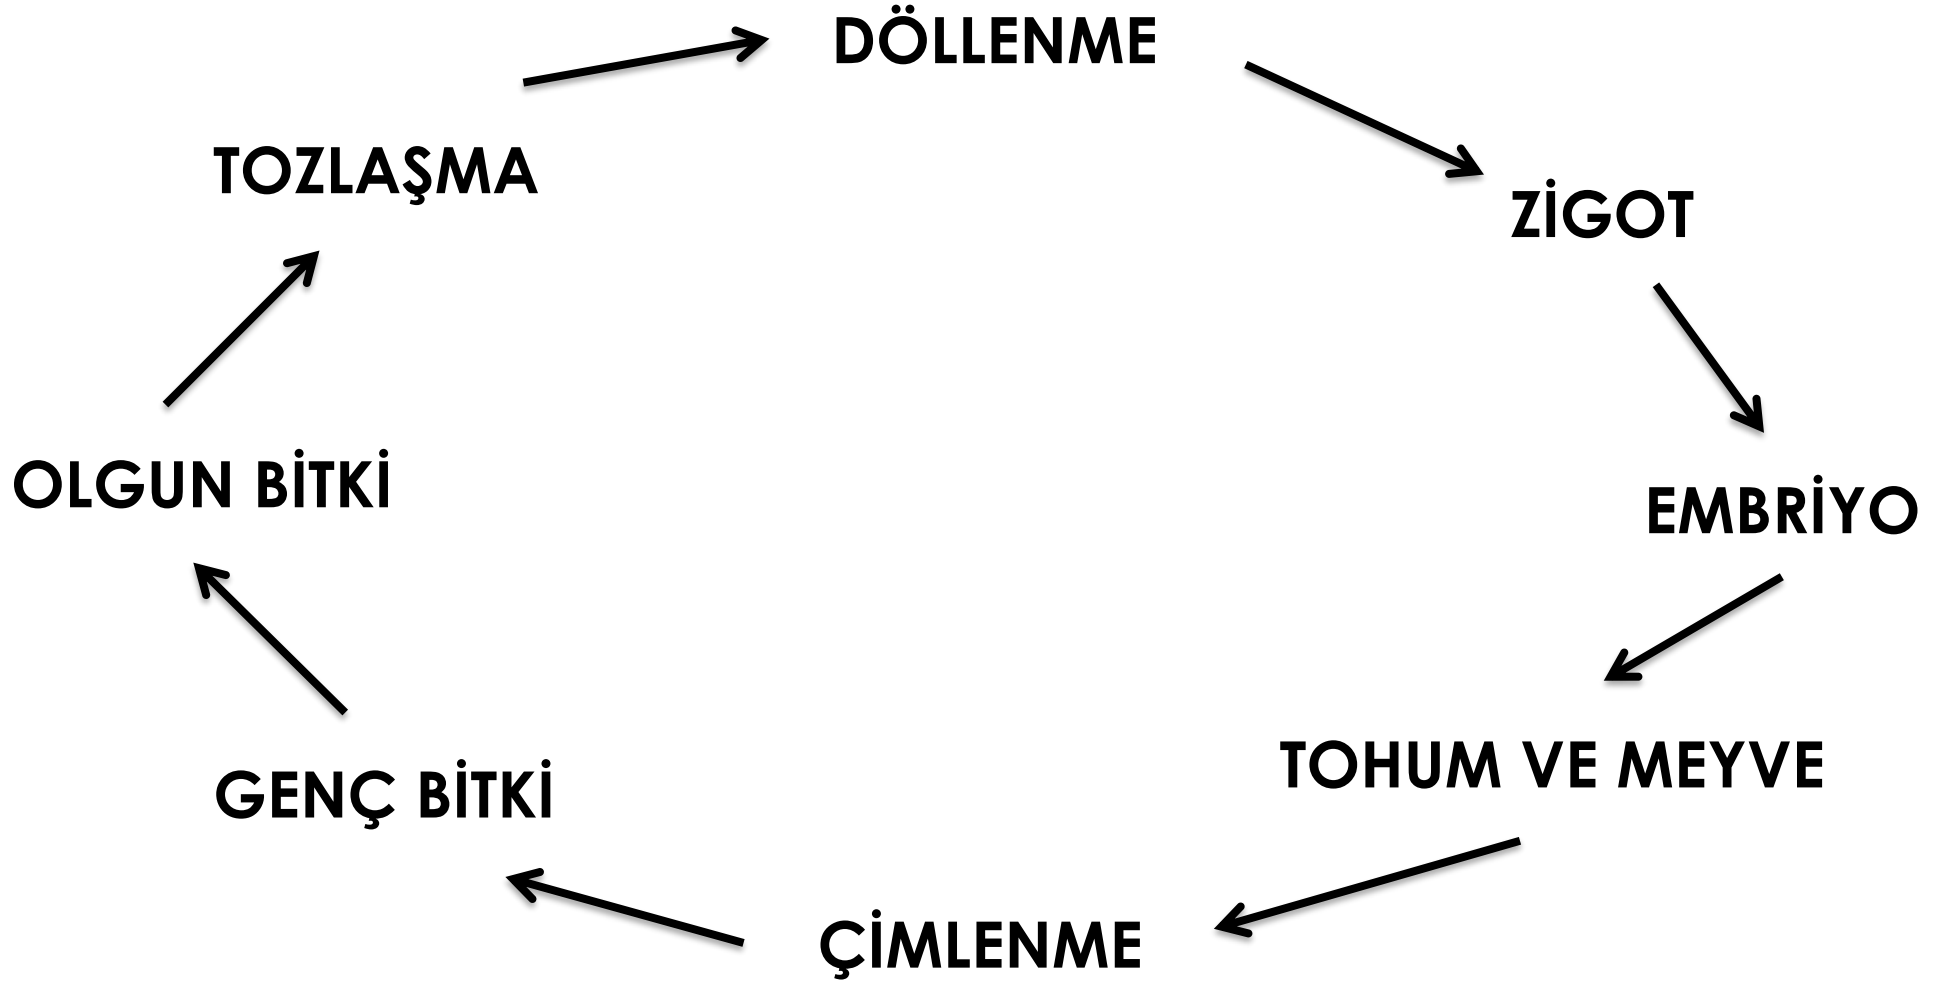 DÖLLENME
TOZLAŞMA
ZİGOT
OLGUN BİTKİ
EMBRİYO
TOHUM VE MEYVE
GENÇ BİTKİ
ÇİMLENME